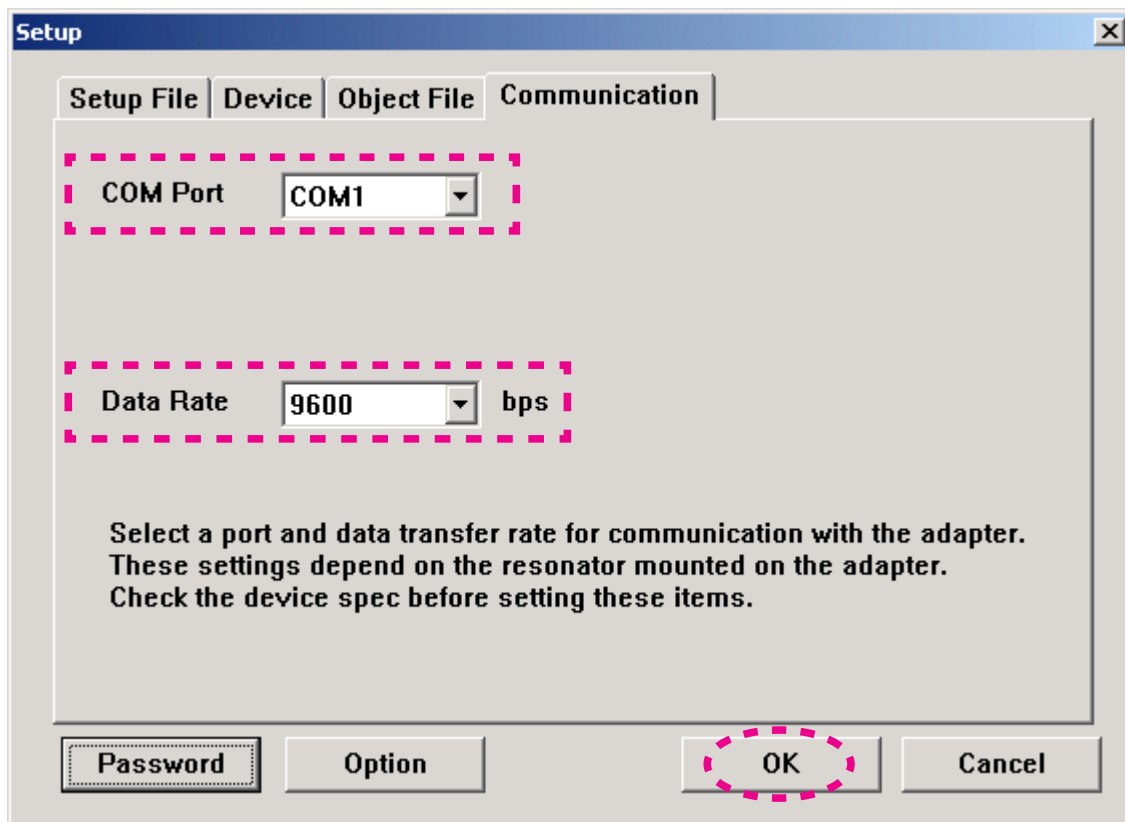 Setup
Setup File Device Object File Communication
COM Port COM1
Data Rate 9600 bps
Select a port and data transfer rate for communication with the adapter.
These settings depend on the resonator mounted on the adapter.
Check the device spec before setting these items.
Password Option OK Cancel